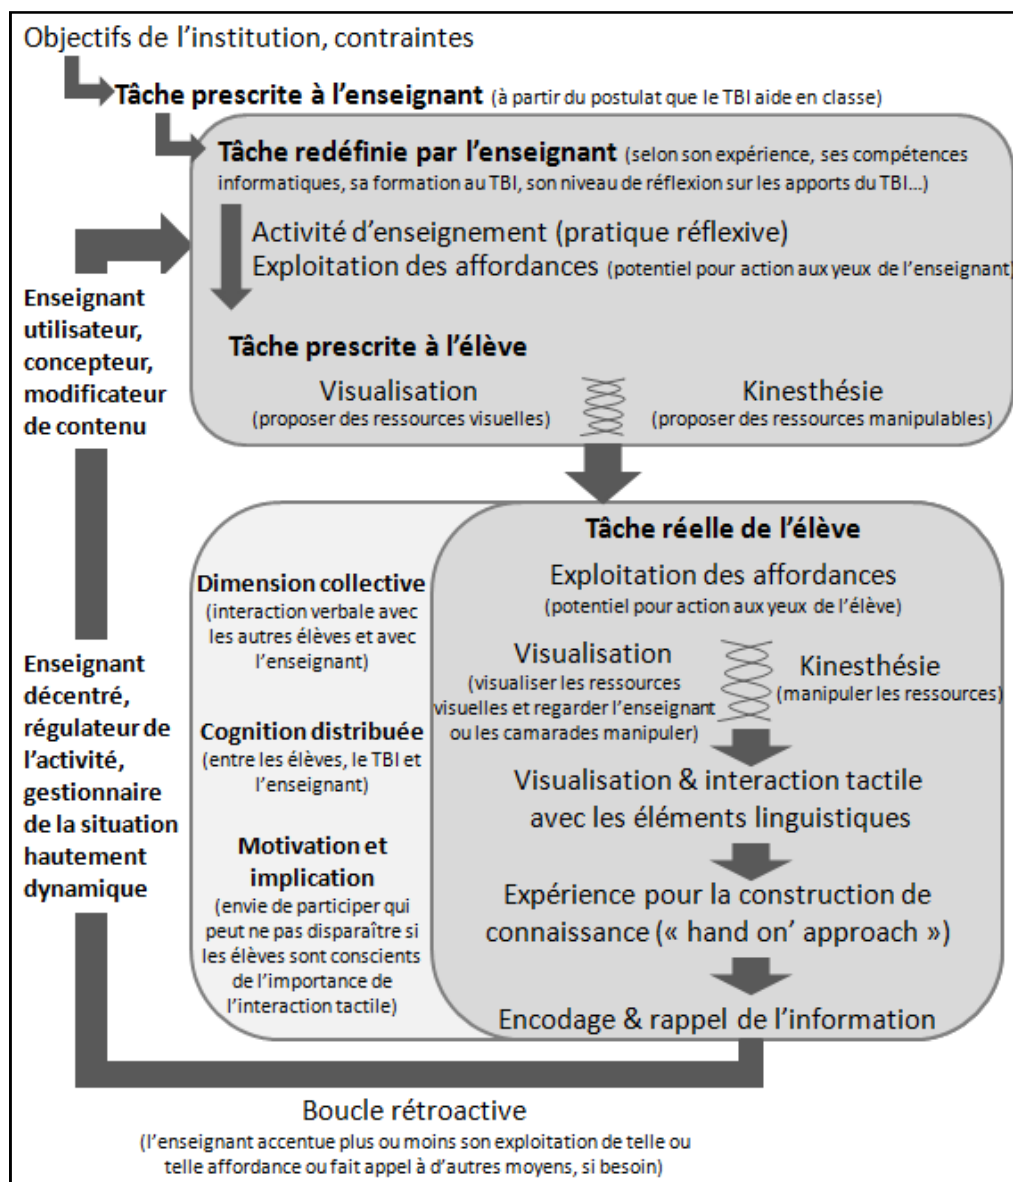 Objectifs de l’institution, contraintes
Tâche prescrite à l’enseignant (à partir du postulat que le TBI aide en classe)
Tâche redéfinie par l’enseignant (selon son expérience, ses compétences
informatiques, sa formation au TBI, son niveau de réflexion sur les apports du TBI...)
Activité d’enseignement (pratique réflexive)
Exploitation des affordances (potentiel pour action aux yeux de l’enseignant)
Tâche prescrite à l’élève
Visualisation
(proposer des ressources visuelles)
Kinesthésie
(proposer des ressources manipulables)
Enseignant
utilisateur,
concepteur,
modificateur
de contenu
Enseignant
décentré,
régulateur de
l’activité,
gestionnaire
de la situation
hautement
dynamique
Dimension collective
(interaction verbale avec
les autres élèves et avec
l’enseignant)
Cognition distribuée
(entre les élèves, le TBI et
l’enseignant)
Motivation et
implication
(envie de participer qui
peut ne pas disparaître si
les élèves sont conscients
de l’importance de
l’interaction tactile)
Tâche réelle de l’élève
Exploitation des affordances
(potentiel pour action aux yeux de l’élève)
Visualisation
(visualiser les ressources
visuelles et regarder l’enseignant
ou les camarades manipuler)
Kinesthésie
(manipuler les ressources)
Visualisation & interaction tactile
avec les éléments linguistiques
Expérience pour la construction de
connaissance (« hand on’ approach »)
Encodage & rappel de l’information
Boucle rétroactive
(l’enseignant accentue plus ou moins son exploitation de telle ou
telle affordance ou fait appel à d’autres moyens, si besoin)